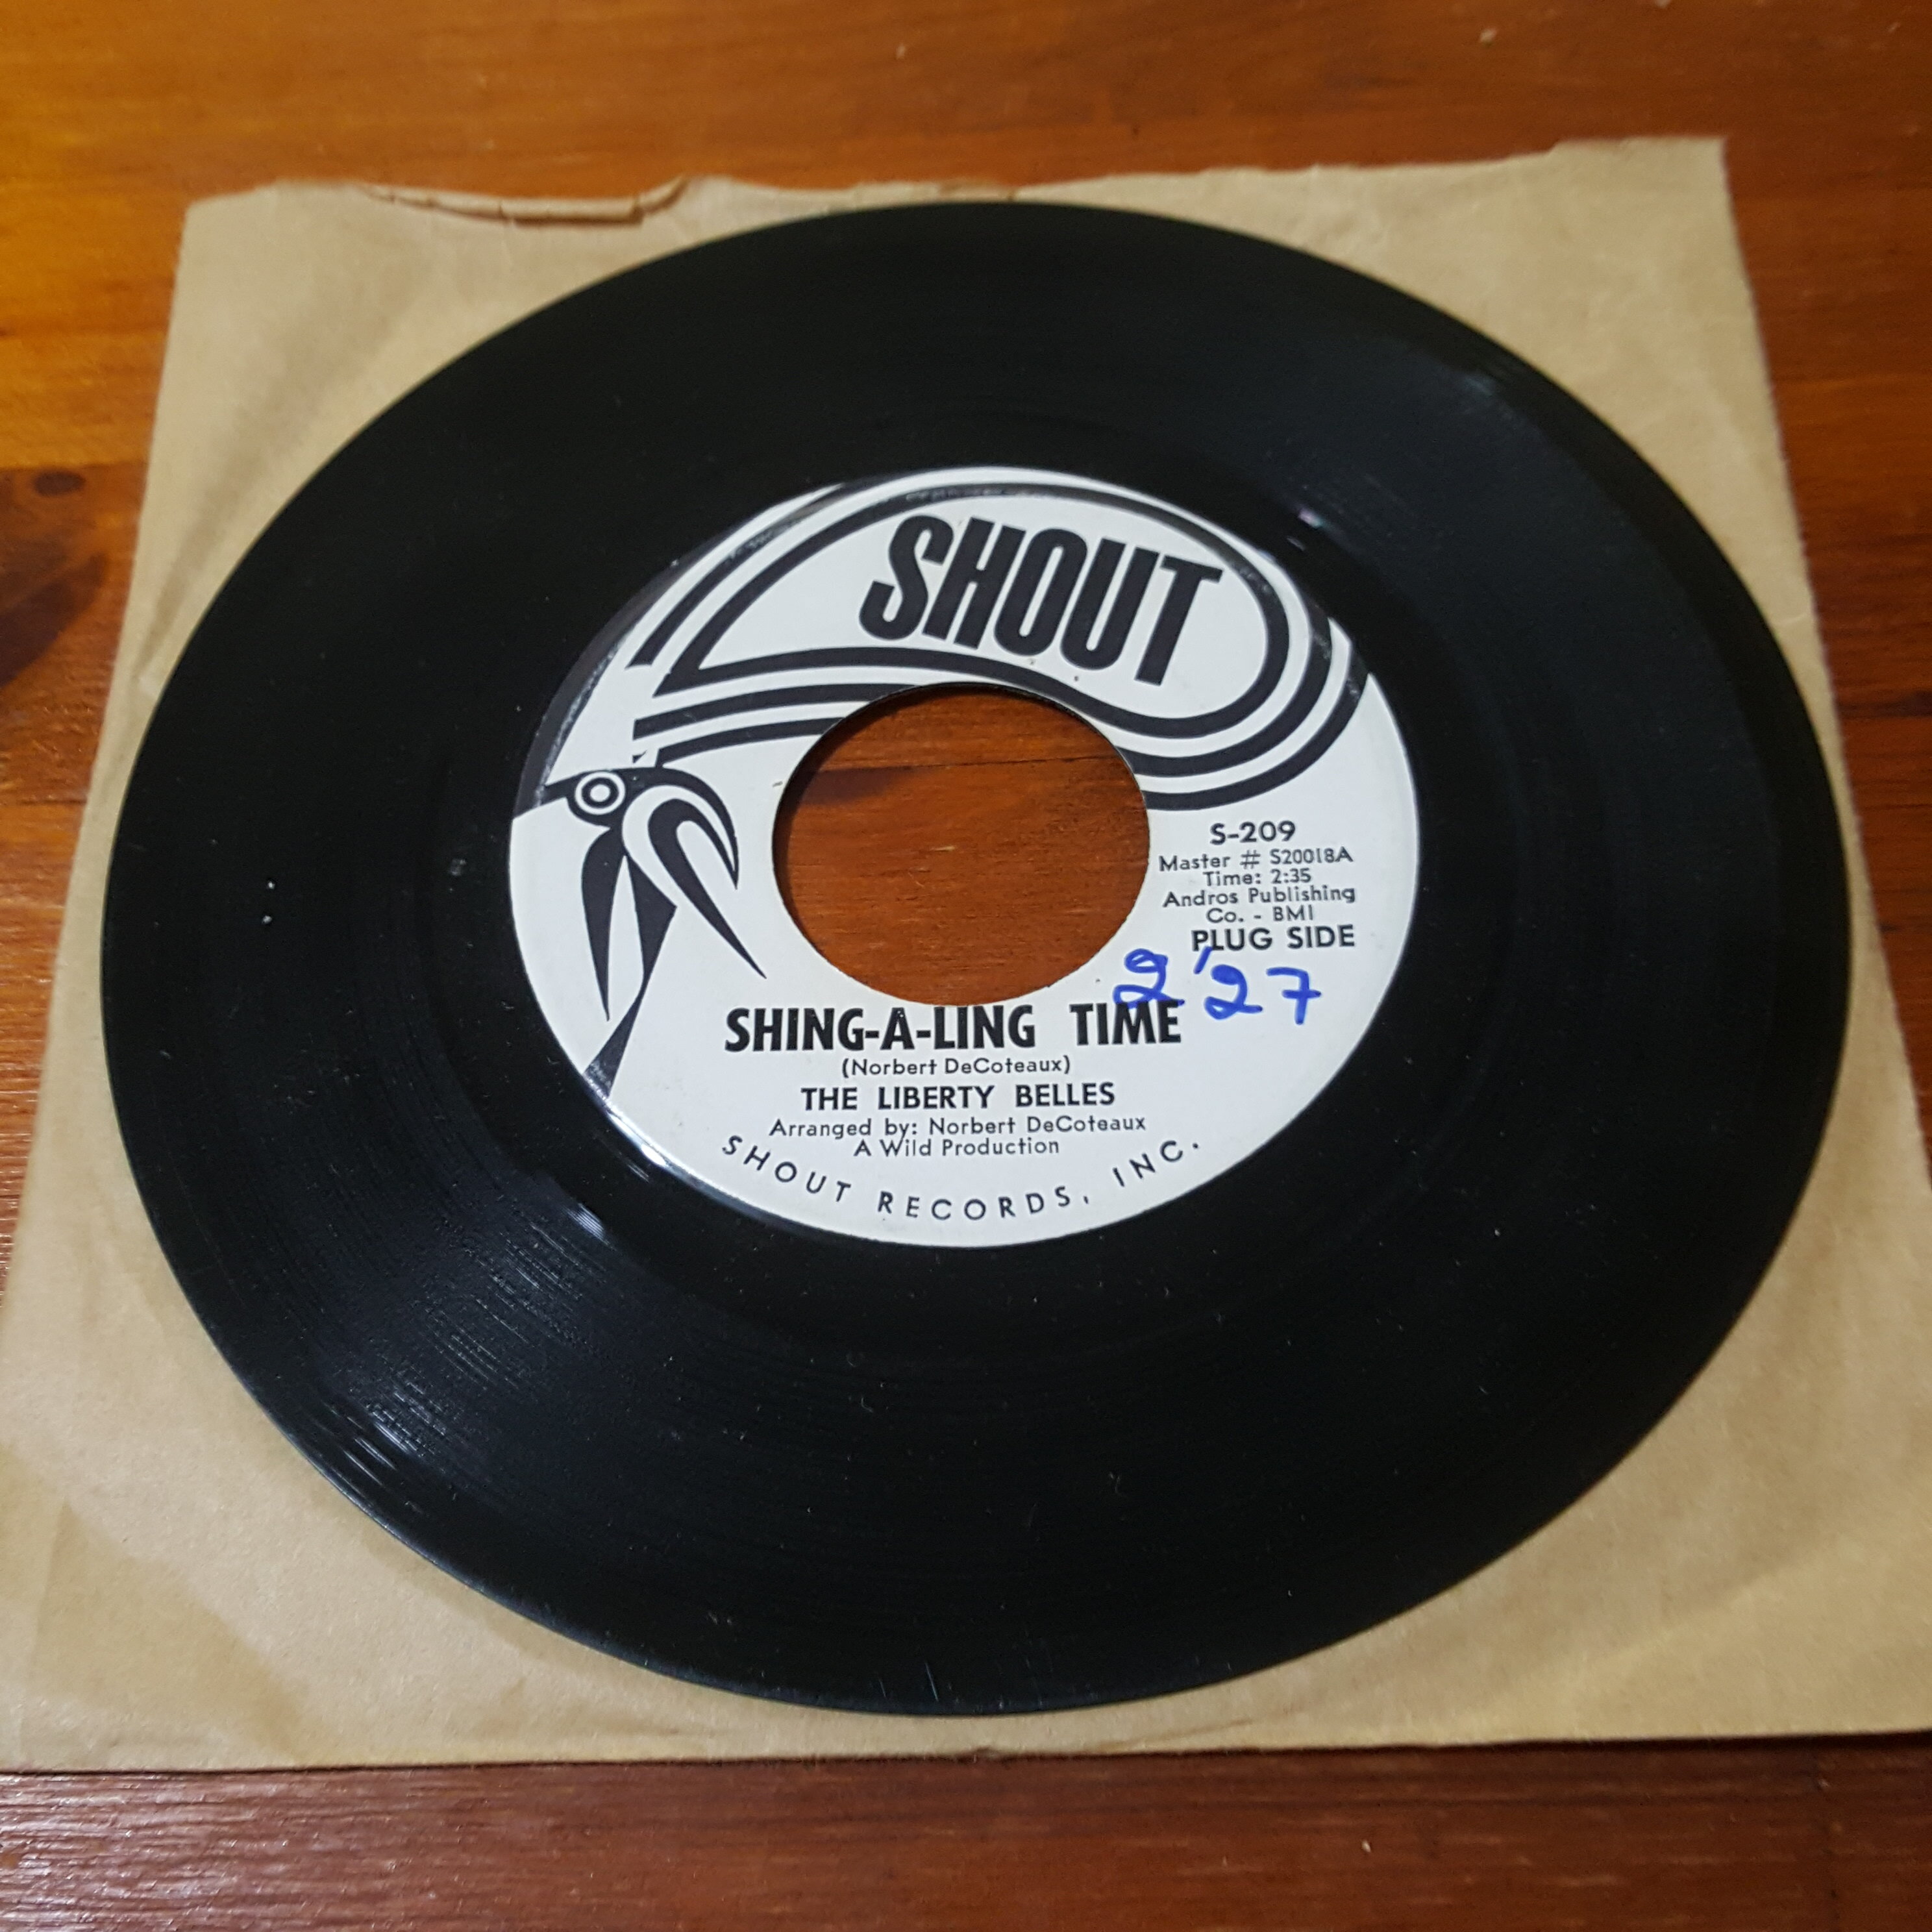 SHOUT
S-209
Master # S20018A
Time: 2:35
Andros Publishing
Co. - BMI
PLUG SIDE
2'27
SHING-A-LING TIME
(Norbert DeCoteaux)
THE LIBERTY BELLES
Arranged by: Norbert DeCoteaux
A Wild Production
SHOUT RECORDS, INC.